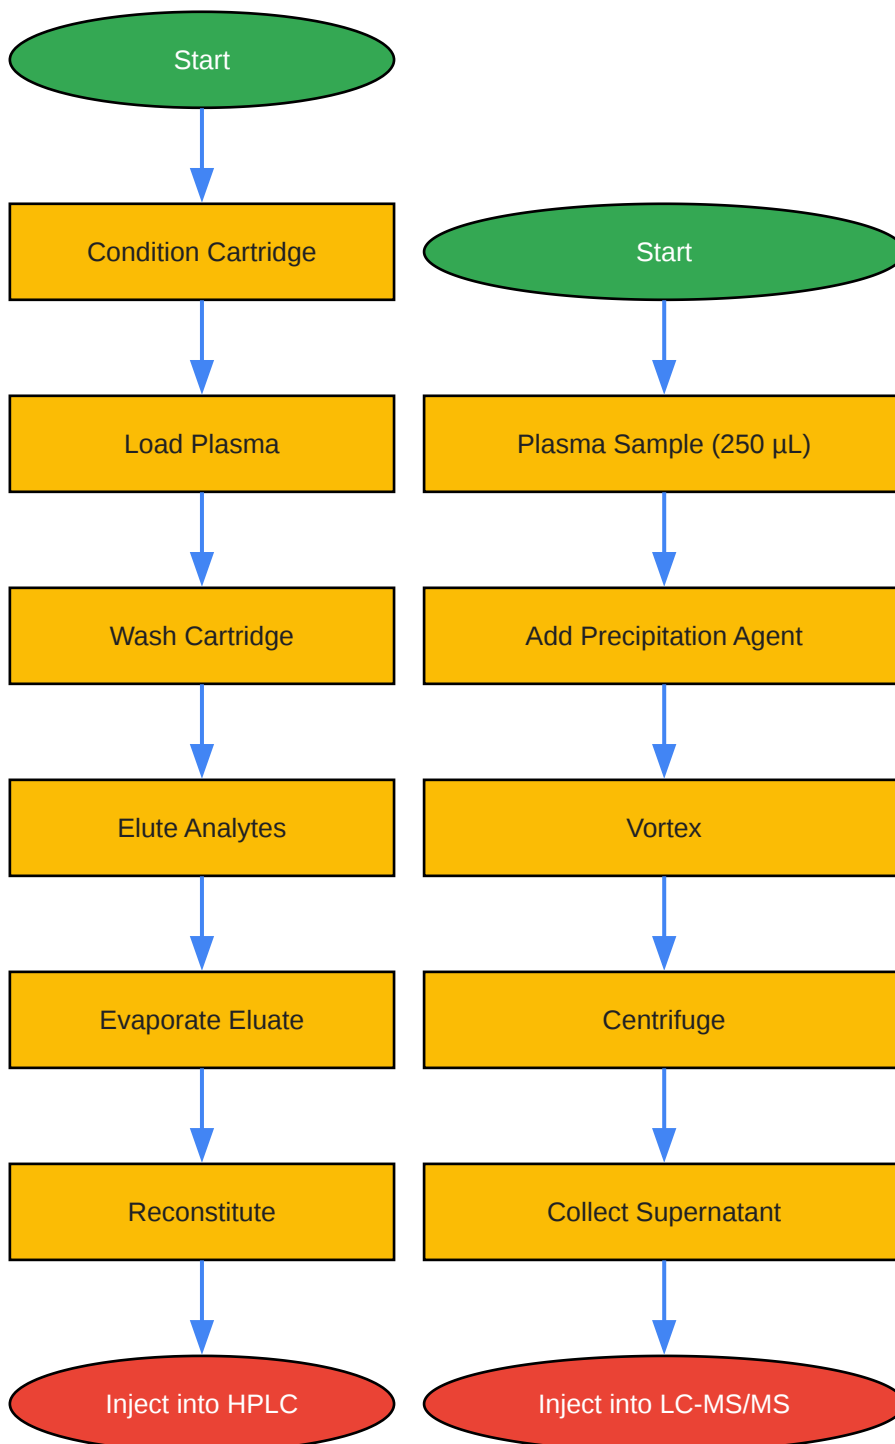 Start
Condition Cartridge
Load Plasma
Wash Cartridge
Elute Analytes
Evaporate Eluate
Reconstitute
Inject into HPLC
Start
Plasma Sample (250 µL)
Add Precipitation Agent
Vortex
Centrifuge
Collect Supernatant
Inject into LC-MS/MS